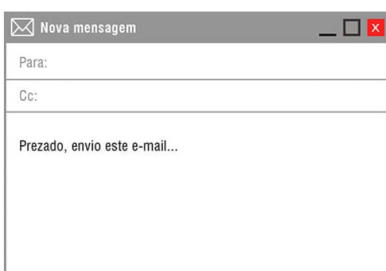 Nova mensagem
X
Para:
Cc:
Prezado, envio este e-mail...